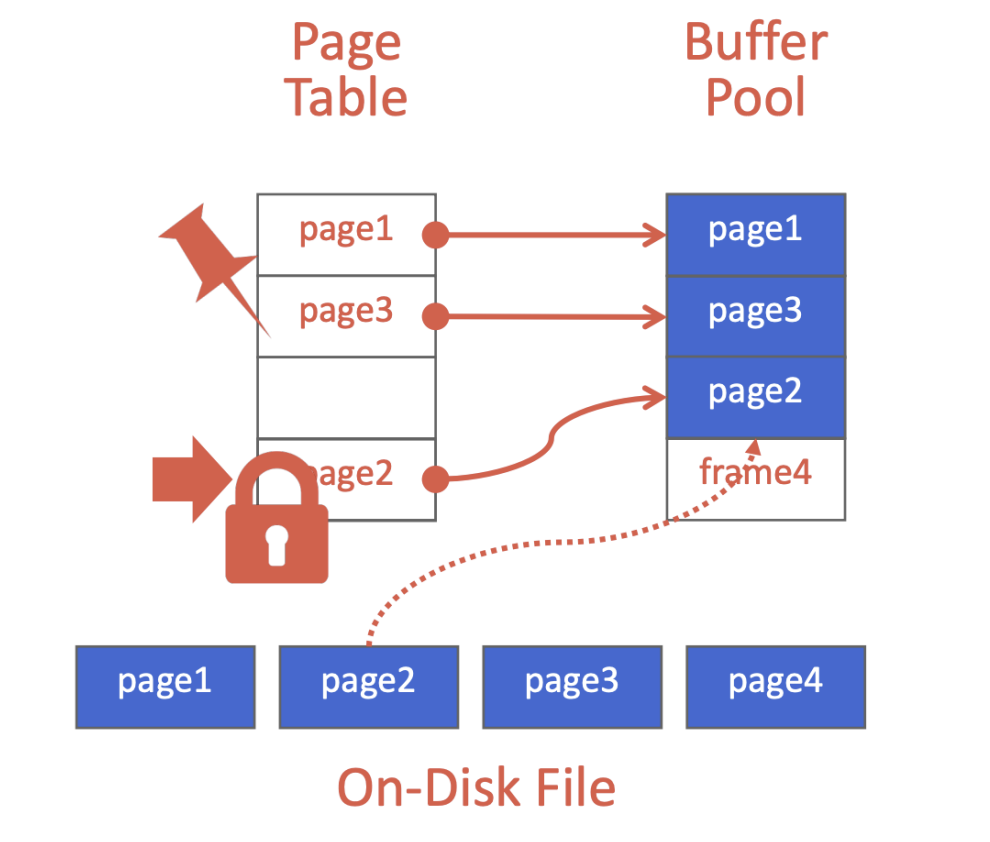 Page
Table
Buffer
Pool
page1
page3
page2
page1
page3
page2
frame4
page1
page2
page3
page4
On-Disk File